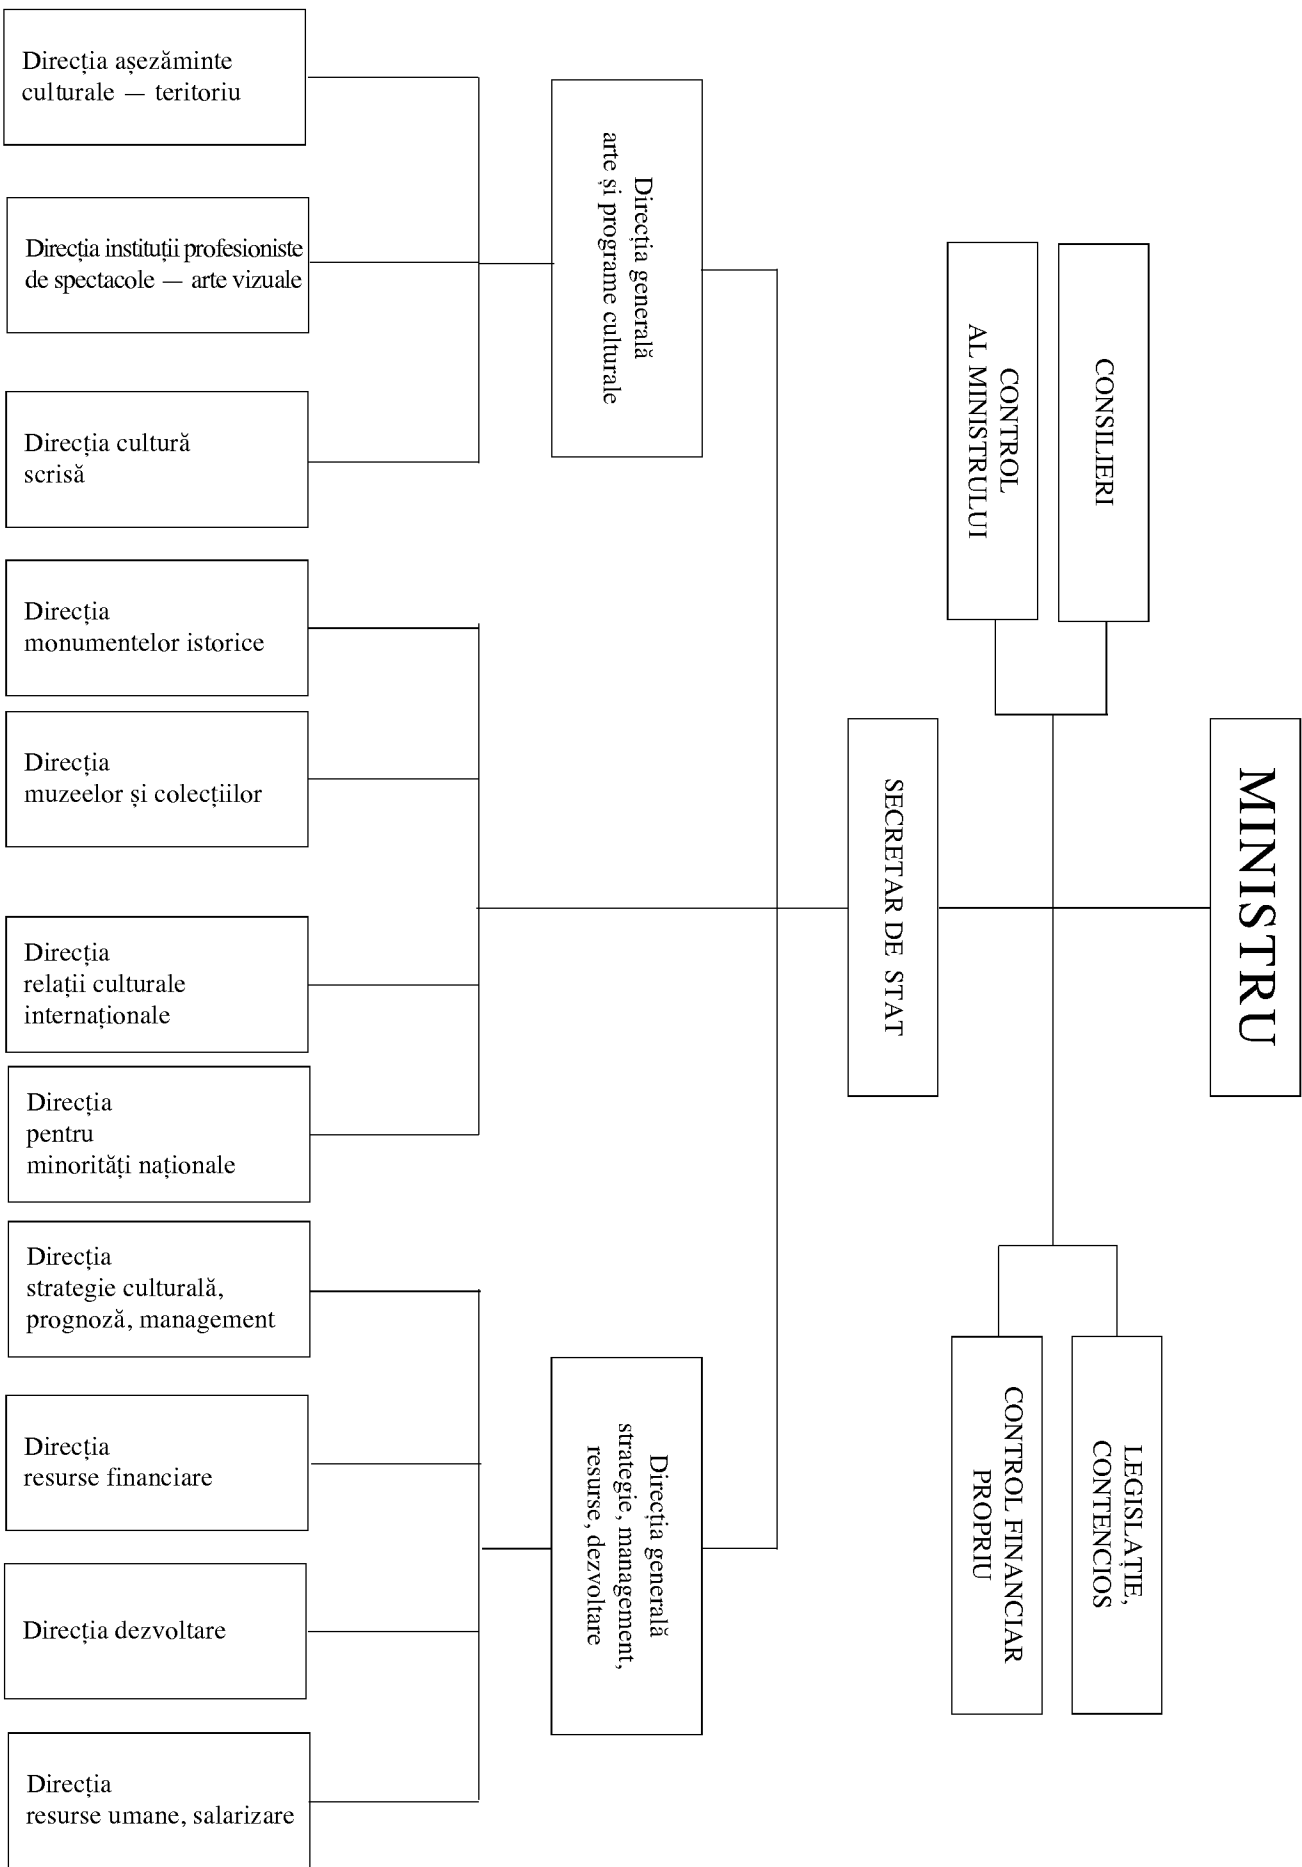 MINISTRU
CONSILIERI
CONTROL
AL MINISTRULUI
LEGISLAȚIE,
CONTENCIOS
CONTROL FINANCIAR
PROPRIU
SECRETAR DE STAT
Direcția generală
arte și programe culturale
Direcția generală
strategie, management,
resurse, dezvoltare
Direcția așezăminte
culturale — teritoriu
Direcția instituții profesioniste
de spectacole — arte vizuale
Direcția cultură
scrisă
Direcția
monumentelor istorice
Direcția
muzeelor și colecțiilor
Direcția
relații culturale
internaționale
Direcția
pentru
minorități naționale
Direcția
strategie culturală,
prognoză, management
Direcția
resurse financiare
Direcția dezvoltare
Direcția
resurse umane, salarizare